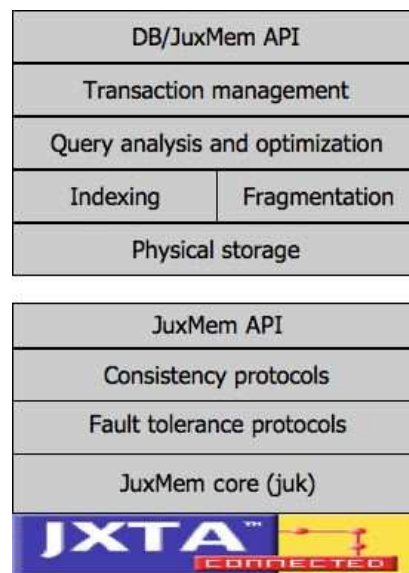 DB/JuxMem API
Transaction management
Query analysis and optimization
Indexing Fragmentation
Physical storage
JuxMem API
Consistency protocols
Fault tolerance protocols
JuxMem core (juk)
JXTA™
CONNECTED